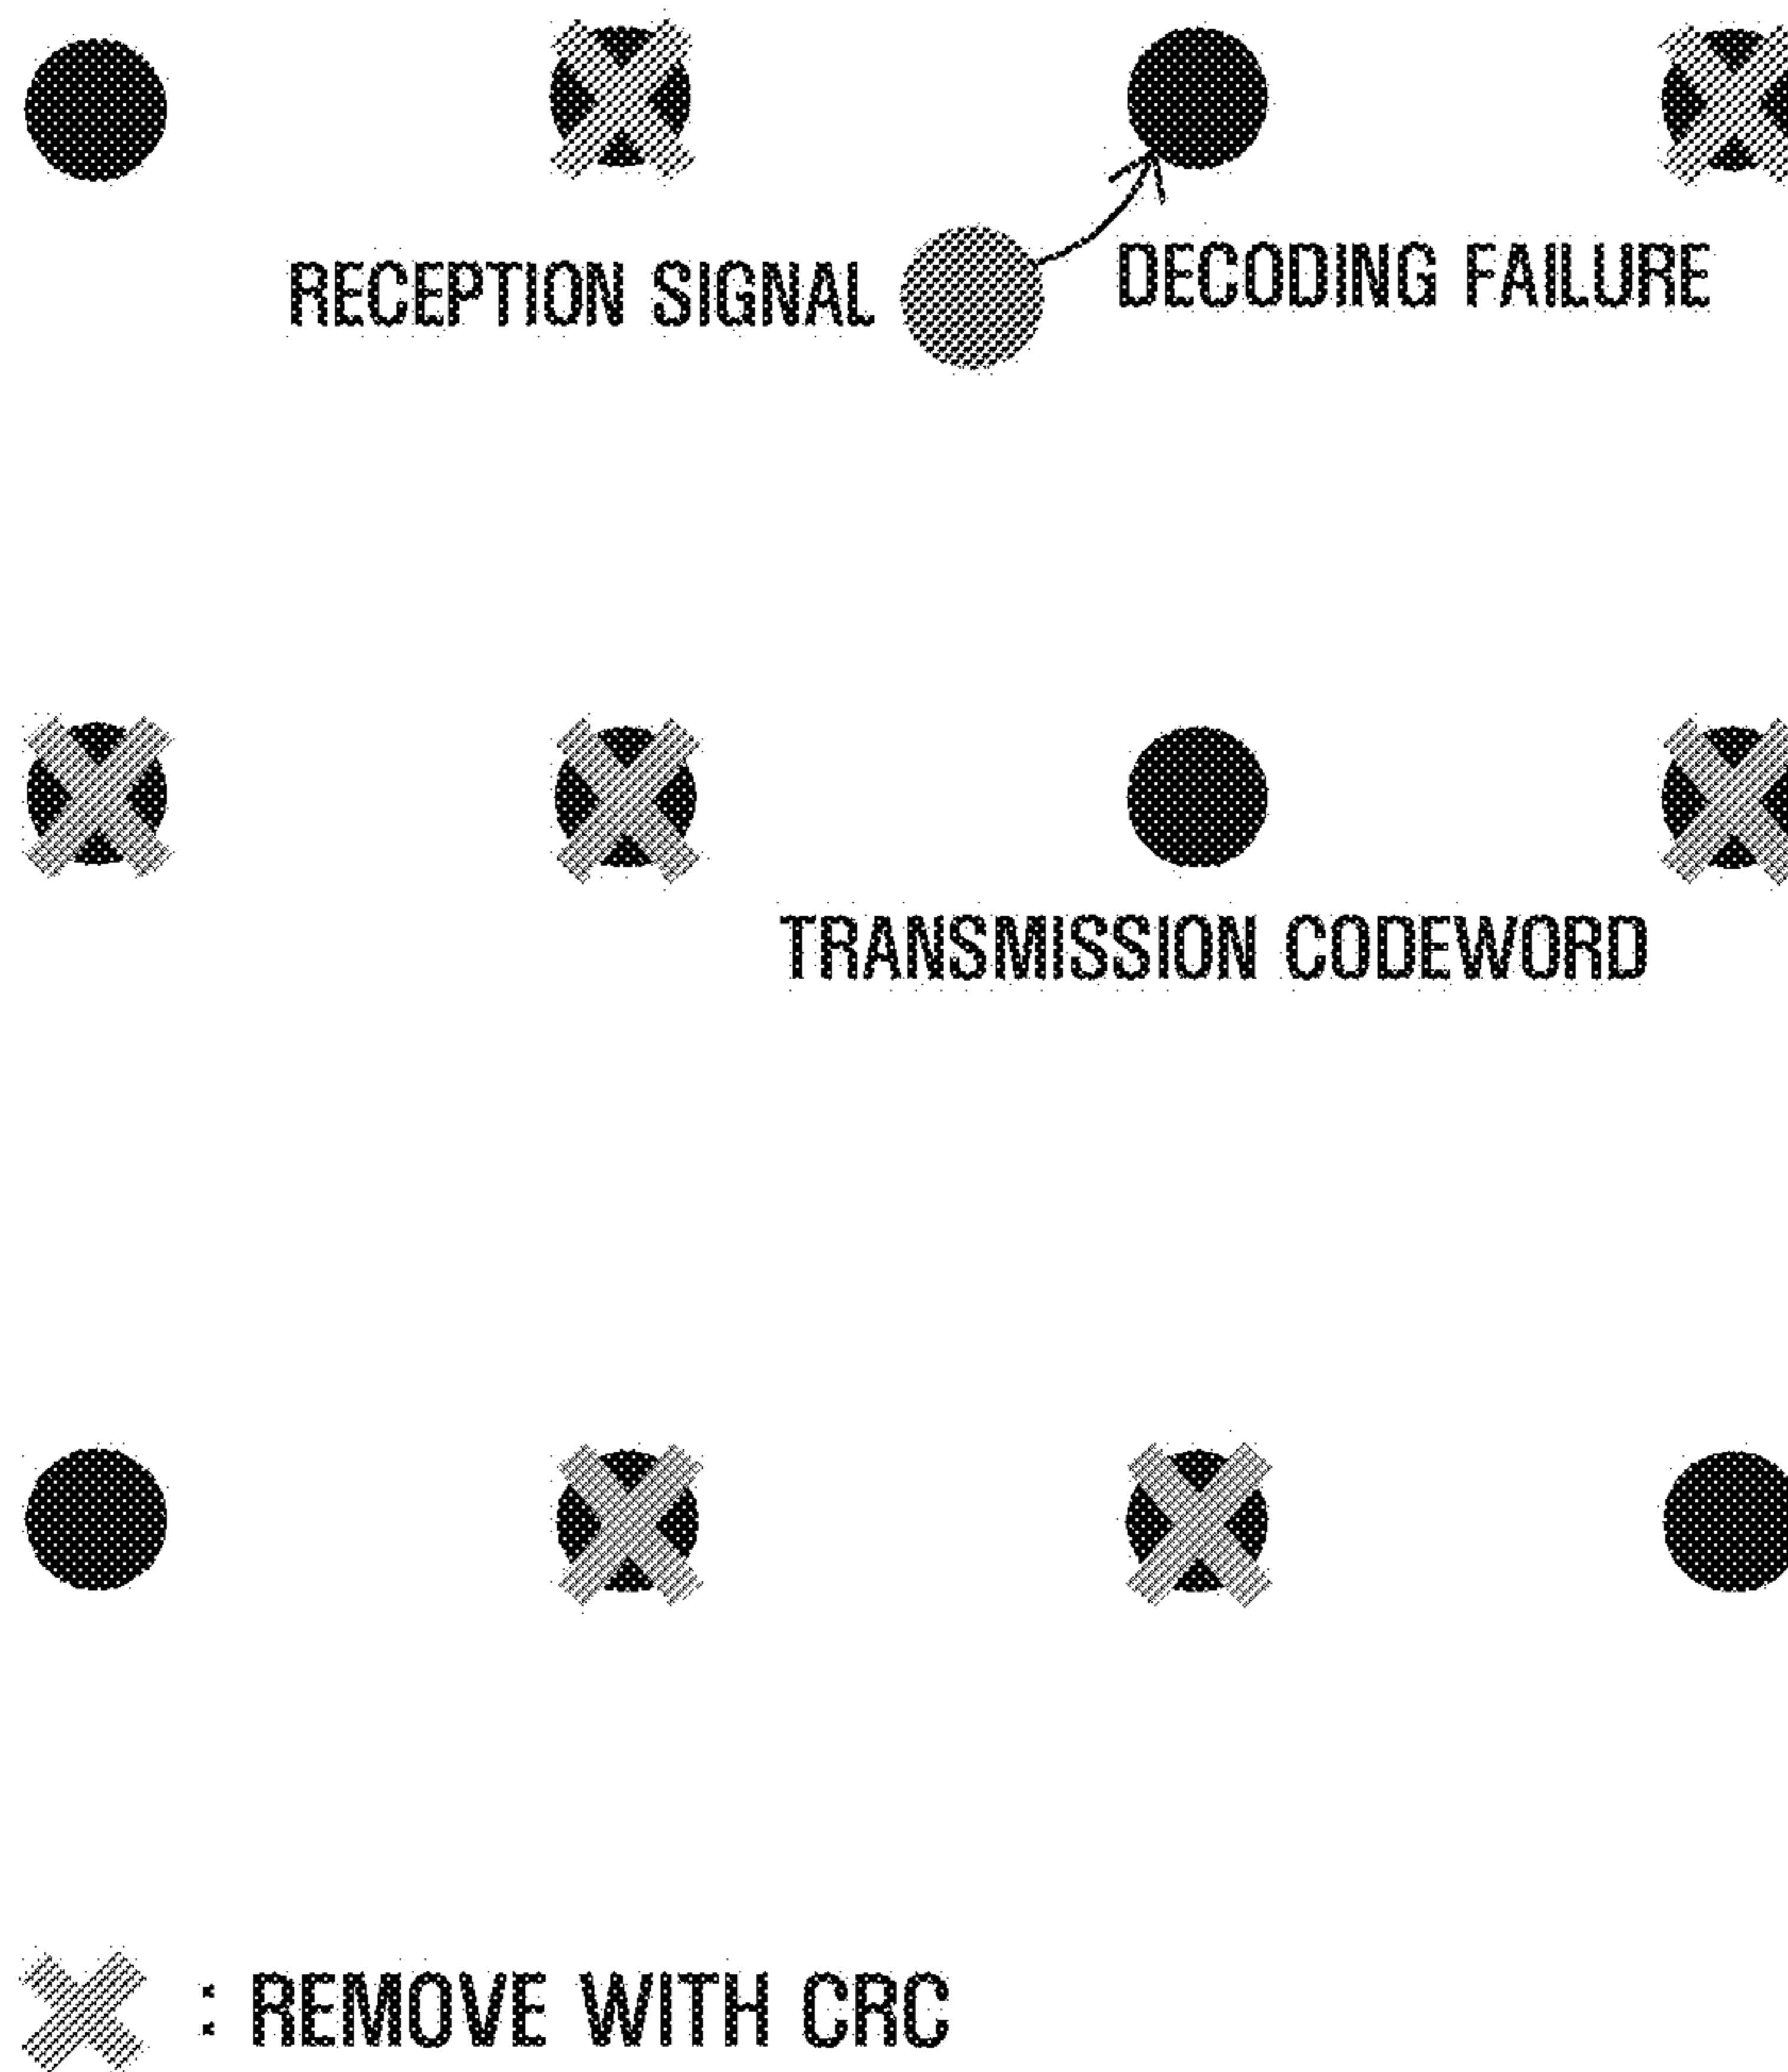 RECEPTION SIGNAL
DECODING FAILURE
TRANSMISSION CODEWORD
: REMOVE WITH CRC